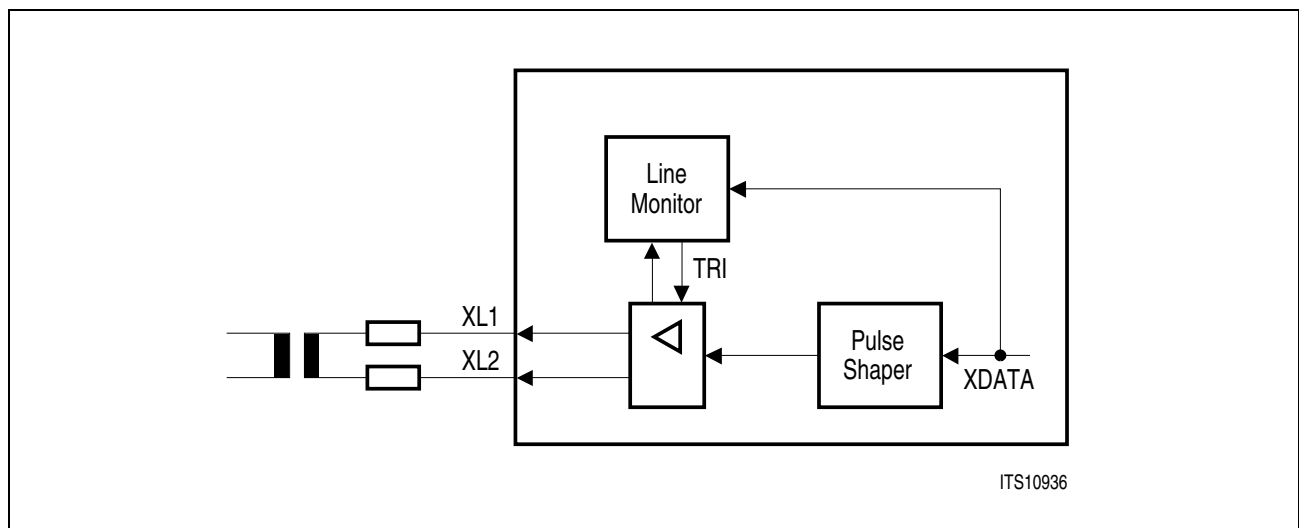 Line
Monitor
TRI
XL1
XL2
Pulse
Shaper
XDATA
ITS10936